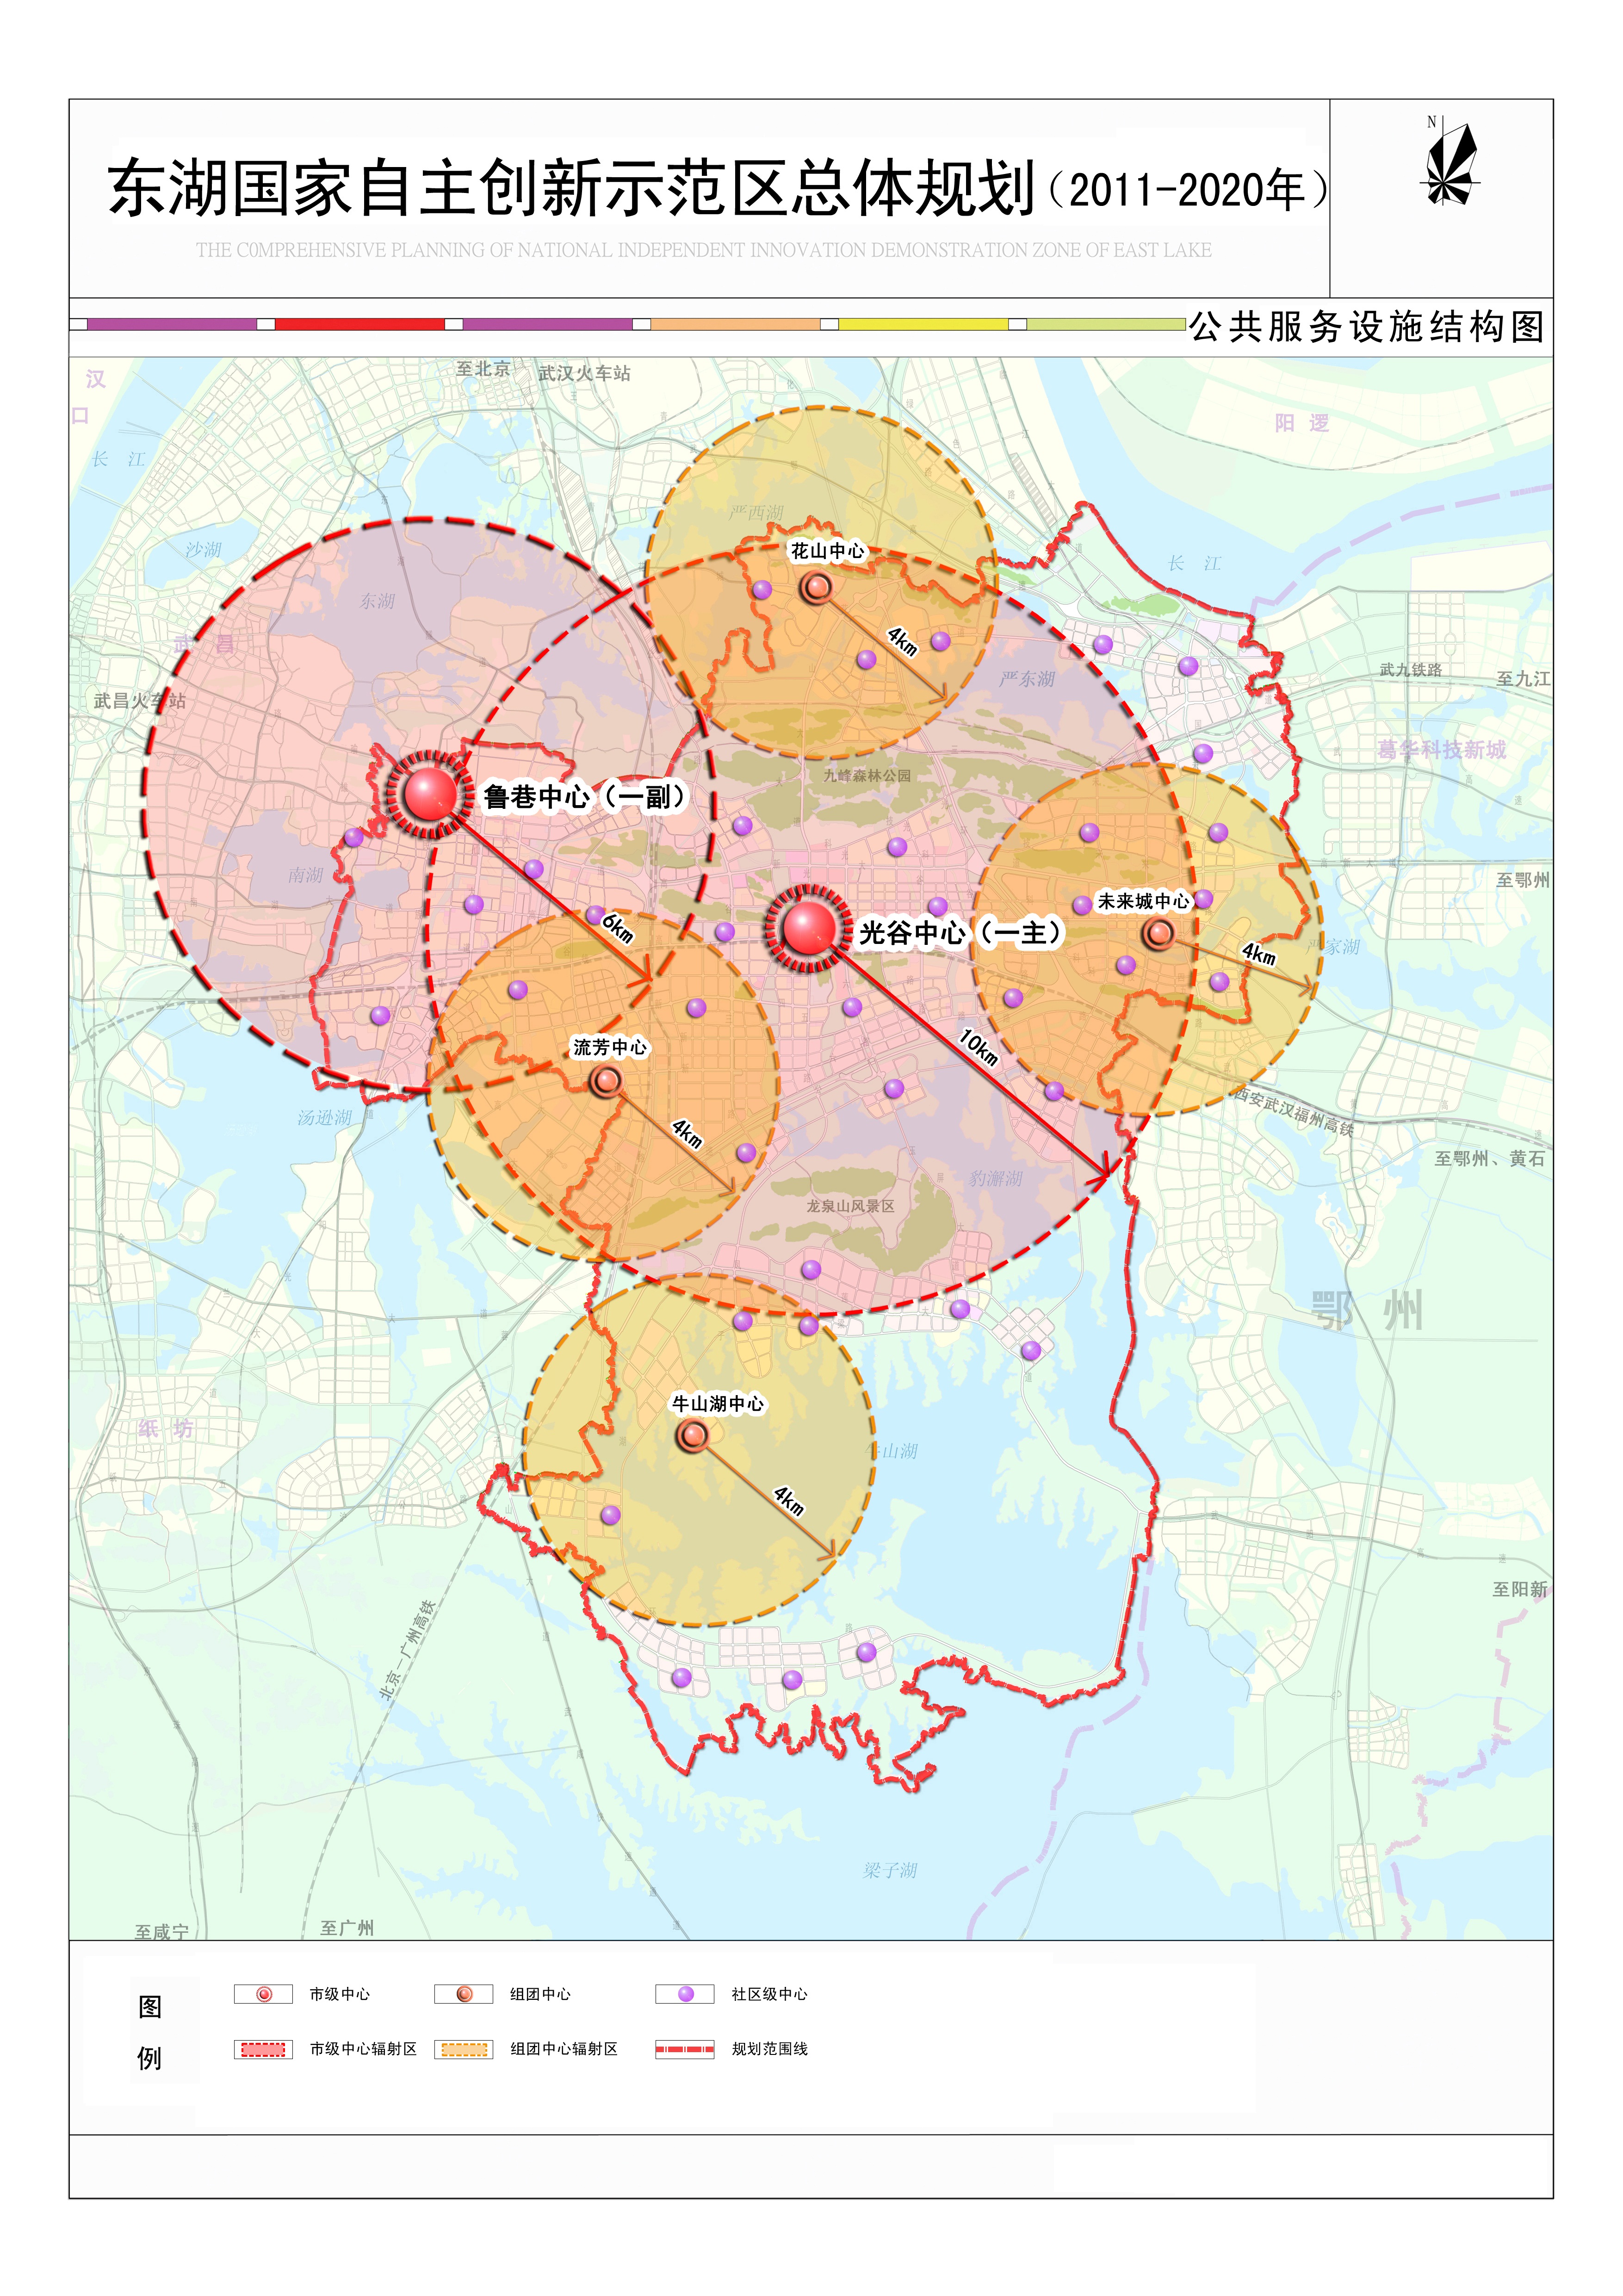 东湖国家自主创新示范区总体规划（2011-2020年）
N
THE COMPREHENSIVE PLANNING OF NATIONAL INDEPENDENT INNOVATION DEMONSTRATION ZONE OF EAST LAKE
公共服务设施结构图
至北京
武汉火车站
汉
口
阳 逻
长 江
严西湖
沙湖
花山中心
长 江
东湖
武 昌
4km
武九铁路
至九江
严东湖
武昌火车站
葛华科技新城
九峰森林公园
鲁巷中心（一副）
南湖
至鄂州
未来城中心
6km
光谷中心（一主）
严家湖
4km
流芳中心
10km
汤逊湖
西安武汉福州高铁
4km
至鄂州、黄石
豹澥湖
龙泉山风景区
鄂 州
牛山湖中心
纸 坊
牛山湖
4km
至阳新
北京—广州高铁
梁子湖
至咸宁
至广州
图
例
市级中心
组团中心
社区级中心
市级中心辐射区
组团中心辐射区
规划范围线